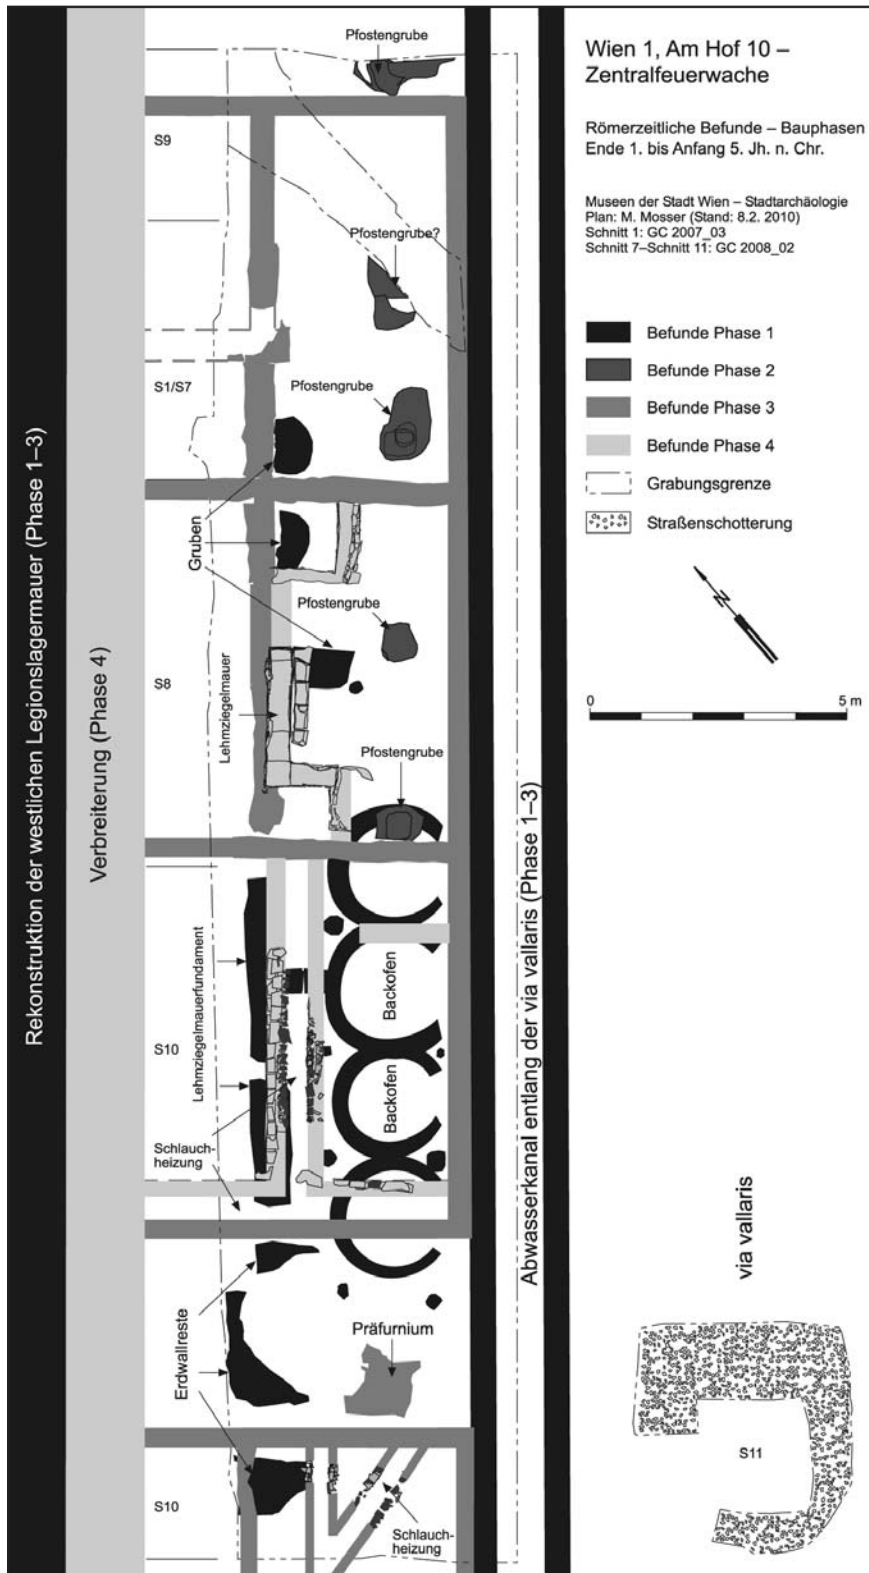 Wien 1, Am Hof 10 –
Zentralfeuerwache
Römerzeitliche Befunde – Bauphasen
Ende 1. bis Anfang 5. Jh. n. Chr.
Museen der Stadt Wien – Stadtarchäologie
Plan: M. Mosser (Stand: 8.2. 2010)
Schnitt 1: GC 2007_03
Schnitt 7–Schnitt 11: GC 2008_02
Befunde Phase 1
Befunde Phase 2
Befunde Phase 3
Befunde Phase 4
Grabungsgrenze
Straßenschotterung
N
0
5 m
Rekonstruktion der westlichen Legionslagermauer (Phase 1–3)
Verbreiterung (Phase 4)
Pfostengrube
S9
Pfostengrube?
S1/S7
Pfostengrube
Gruben
Pfostengrube
S8
Lehmziegelmauer
Pfostengrube
Lehmziegelmauerfundament
Backofen
S10
Backofen
Schlauch-
heizung
Erdwallreste
Präfurnium
S10
Schlauch-
heizung
Abwasserkanal entlang der via vallaris (Phase 1–3)
via vallaris
S11